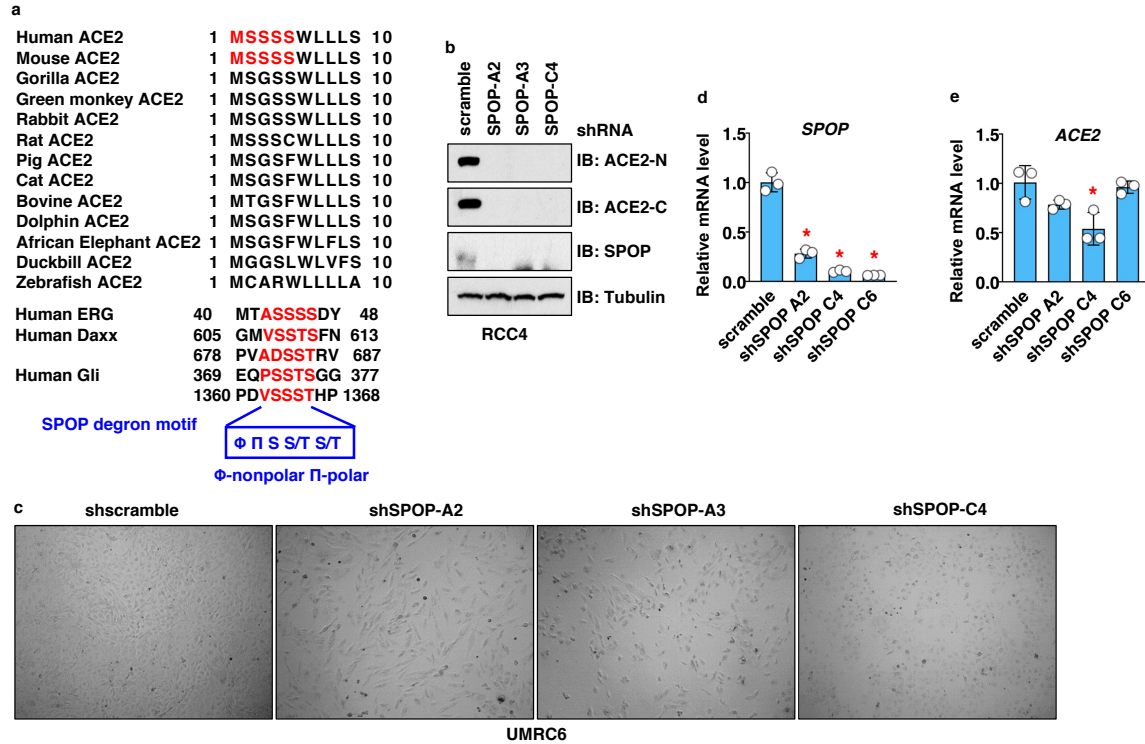 a
Human ACE2 1 MSSSSWLLLS 10
Mouse ACE2 1 MSSSSWLLLS 10
Gorilla ACE2 1 MSGSSWLLLS 10
Green monkey ACE2 1 MSGSSWLLLS 10
Rabbit ACE2 1 MSGSSWLLLS 10
Rat ACE2 1 MSSSCWLLLS 10
Pig ACE2 1 MSGSFWLLLS 10
Cat ACE2 1 MSGSFWLLLS 10
Bovine ACE2 1 MTGSFWLLLS 10
Dolphin ACE2 1 MSGSFWLLLS 10
African Elephant ACE2 1 MSGSFWLFLS 10
Duckbill ACE2 1 MGGSLWLVFS 10
Zebrafish ACE2 1 MCARWLLLLA 10
Human ERG 40 MTASSSSDY 48
Human Daxx 605 GMVSSTSFN 613
678 PVADSSTRV 687
Human Gli 369 EQPSSTSGG 377
1360 PDVSSSTHP 1368
SPOP degron motif
Φ Π S S/T S/T
Φ-nonpolar Π-polar
b
scramble
SPOP-A2
SPOP-A3
SPOP-C4
shRNA
IB: ACE2-N
IB: ACE2-C
IB: SPOP
IB: Tubulin
RCC4
d
SPOP
Relative mRNA level
1.5
1.0
0.5
0.0
* * *
scramble
shSPOP A2
shSPOP C4
shSPOP C6
e
ACE2
Relative mRNA level
1.5
1.0
0.5
0.0
*
scramble
shSPOP A2
shSPOP C4
shSPOP C6
c
shscramble shSPOP-A2 shSPOP-A3 shSPOP-C4
UMRC6